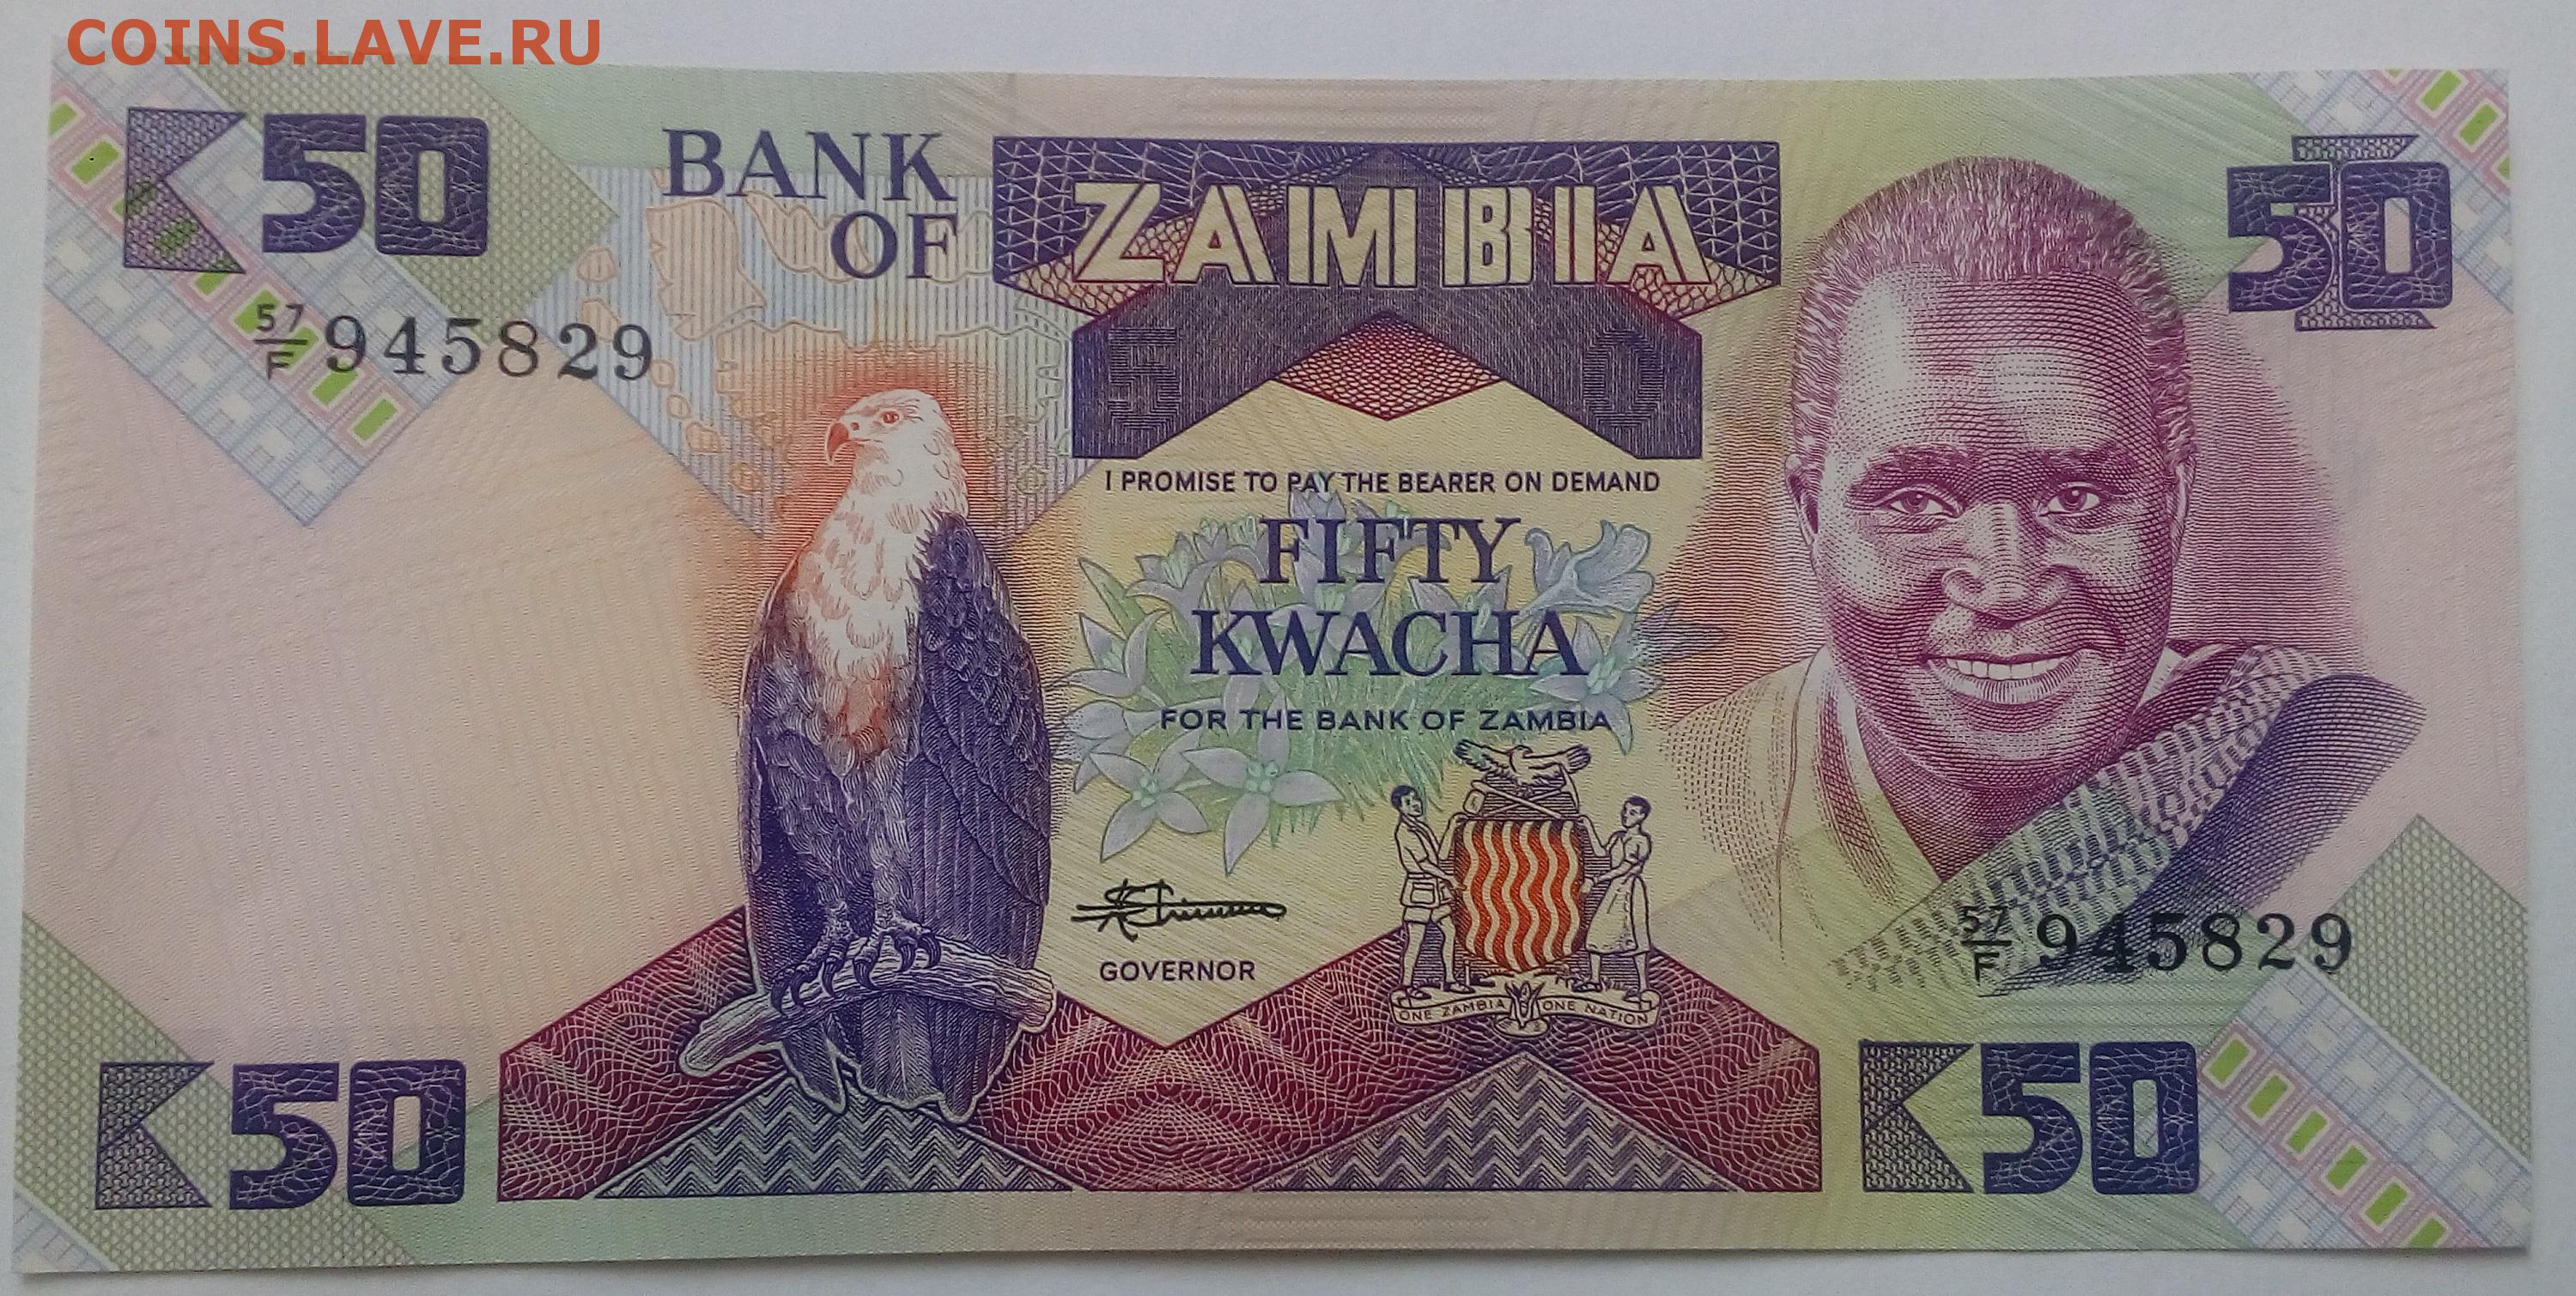 COINS.LAVE.RU
K50
BANK
OF
ZAMBIA
50
57/F 945829
50
I PROMISE TO PAY THE BEARER ON DEMAND
FIFTY
KWACHA
FOR THE BANK OF ZAMBIA
GOVERNOR
57/F 945829
ONE ZAMBIA ONE NATION
K50
K50